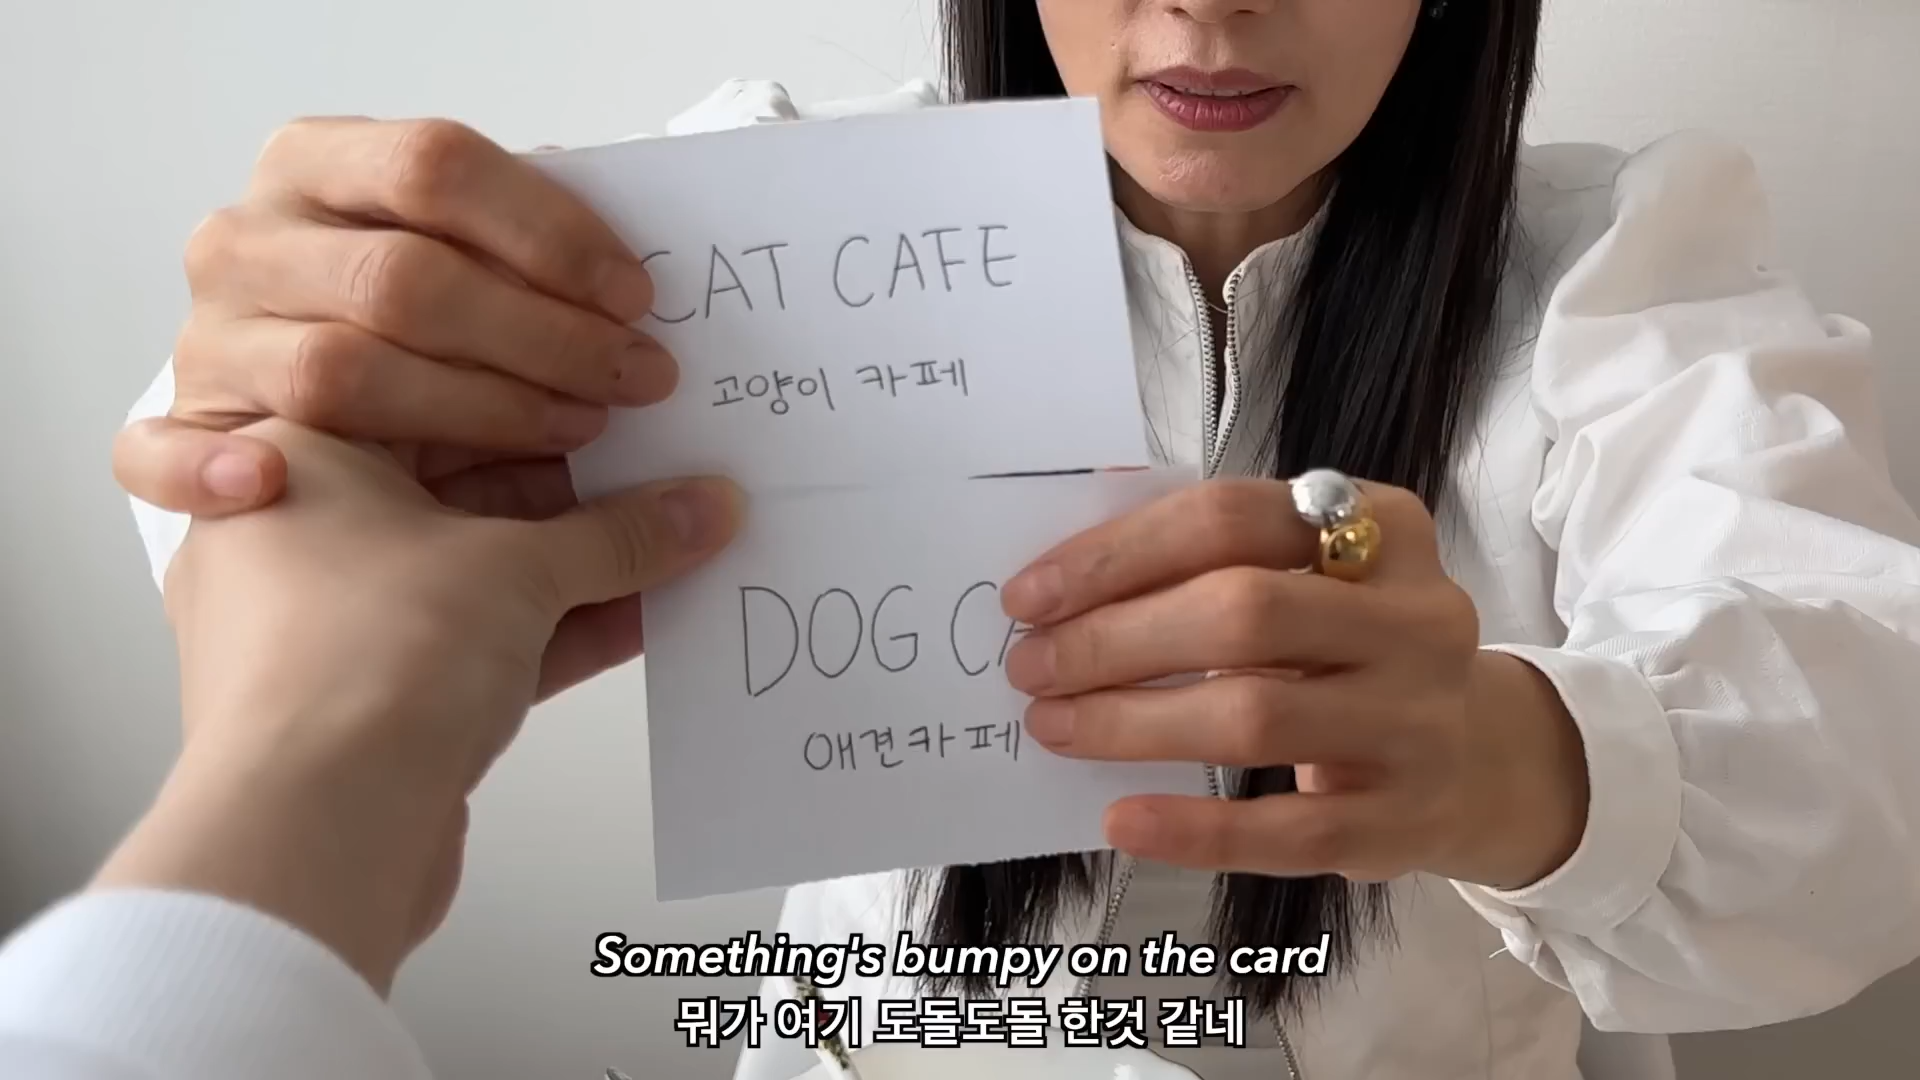 CAT CAFE
고양이 카페
DOG CA
애견카페
Something's bumpy on the card
뭐가 여기 도돌도돌 한것 같네